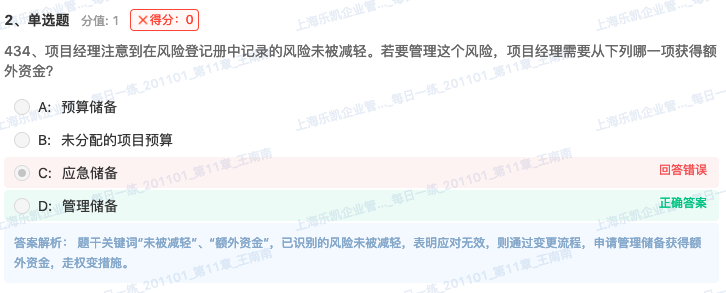 2、单选题 分值: 1 ×得分：0
434、项目经理注意到在风险登记册中记录的风险未被减轻。若要管理这个风险，项目经理需要从下列哪一项获得额
外资金?
A: 预算储备
B: 未分配的项目预算
C: 应急储备 回答错误
D: 管理储备 正确答案
答案解析： 题干关键词“未被减轻”、“额外资金”，已识别的风险未被减轻，表明应对无效，则通过变更流程，申请管理储备获得额
外资金，走权变措施。
上海乐凯企业管..._每日一练_201101_第11章_王南南